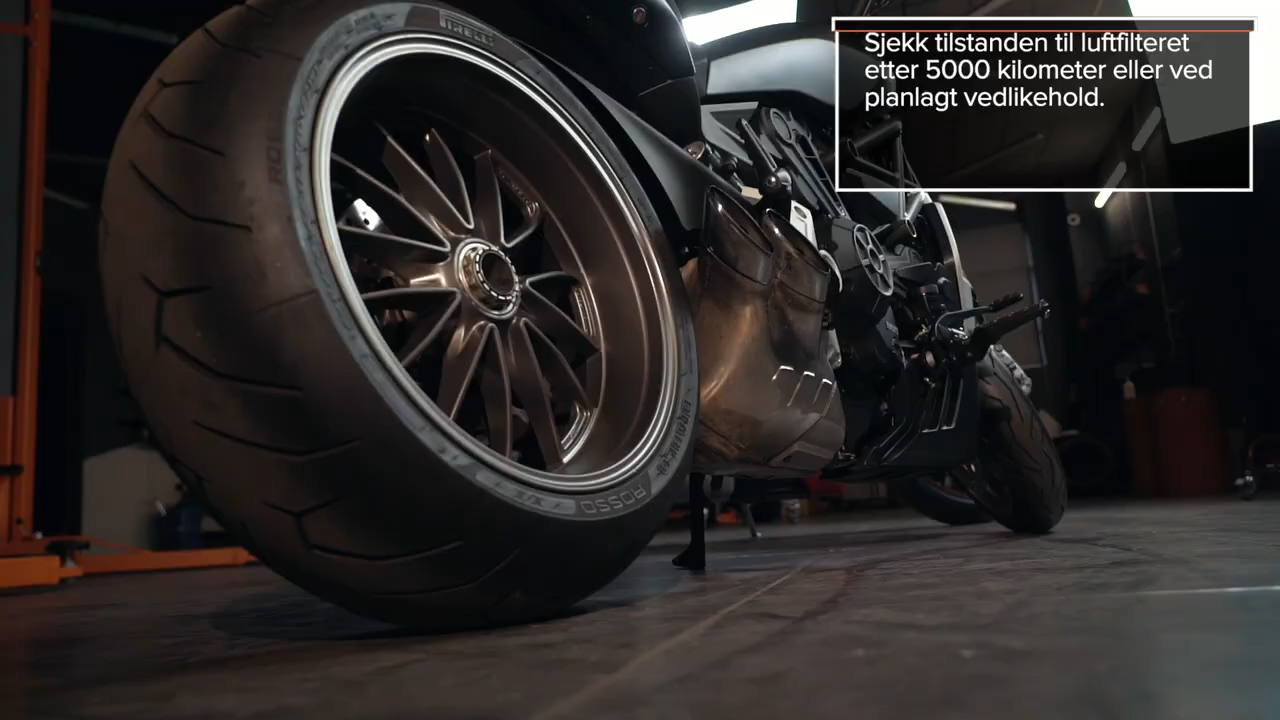 Sjekk tilstanden til luftfilteret
etter 5000 kilometer eller ved
planlagt vedlikehold.
PIRELLI
ROSSO